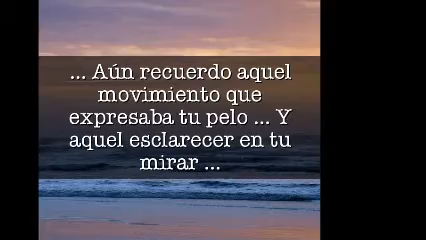 ... Aún recuerdo aquel
movimiento que
expresaba tu pelo ... Y
aquel esclarecer en tu
mirar ...